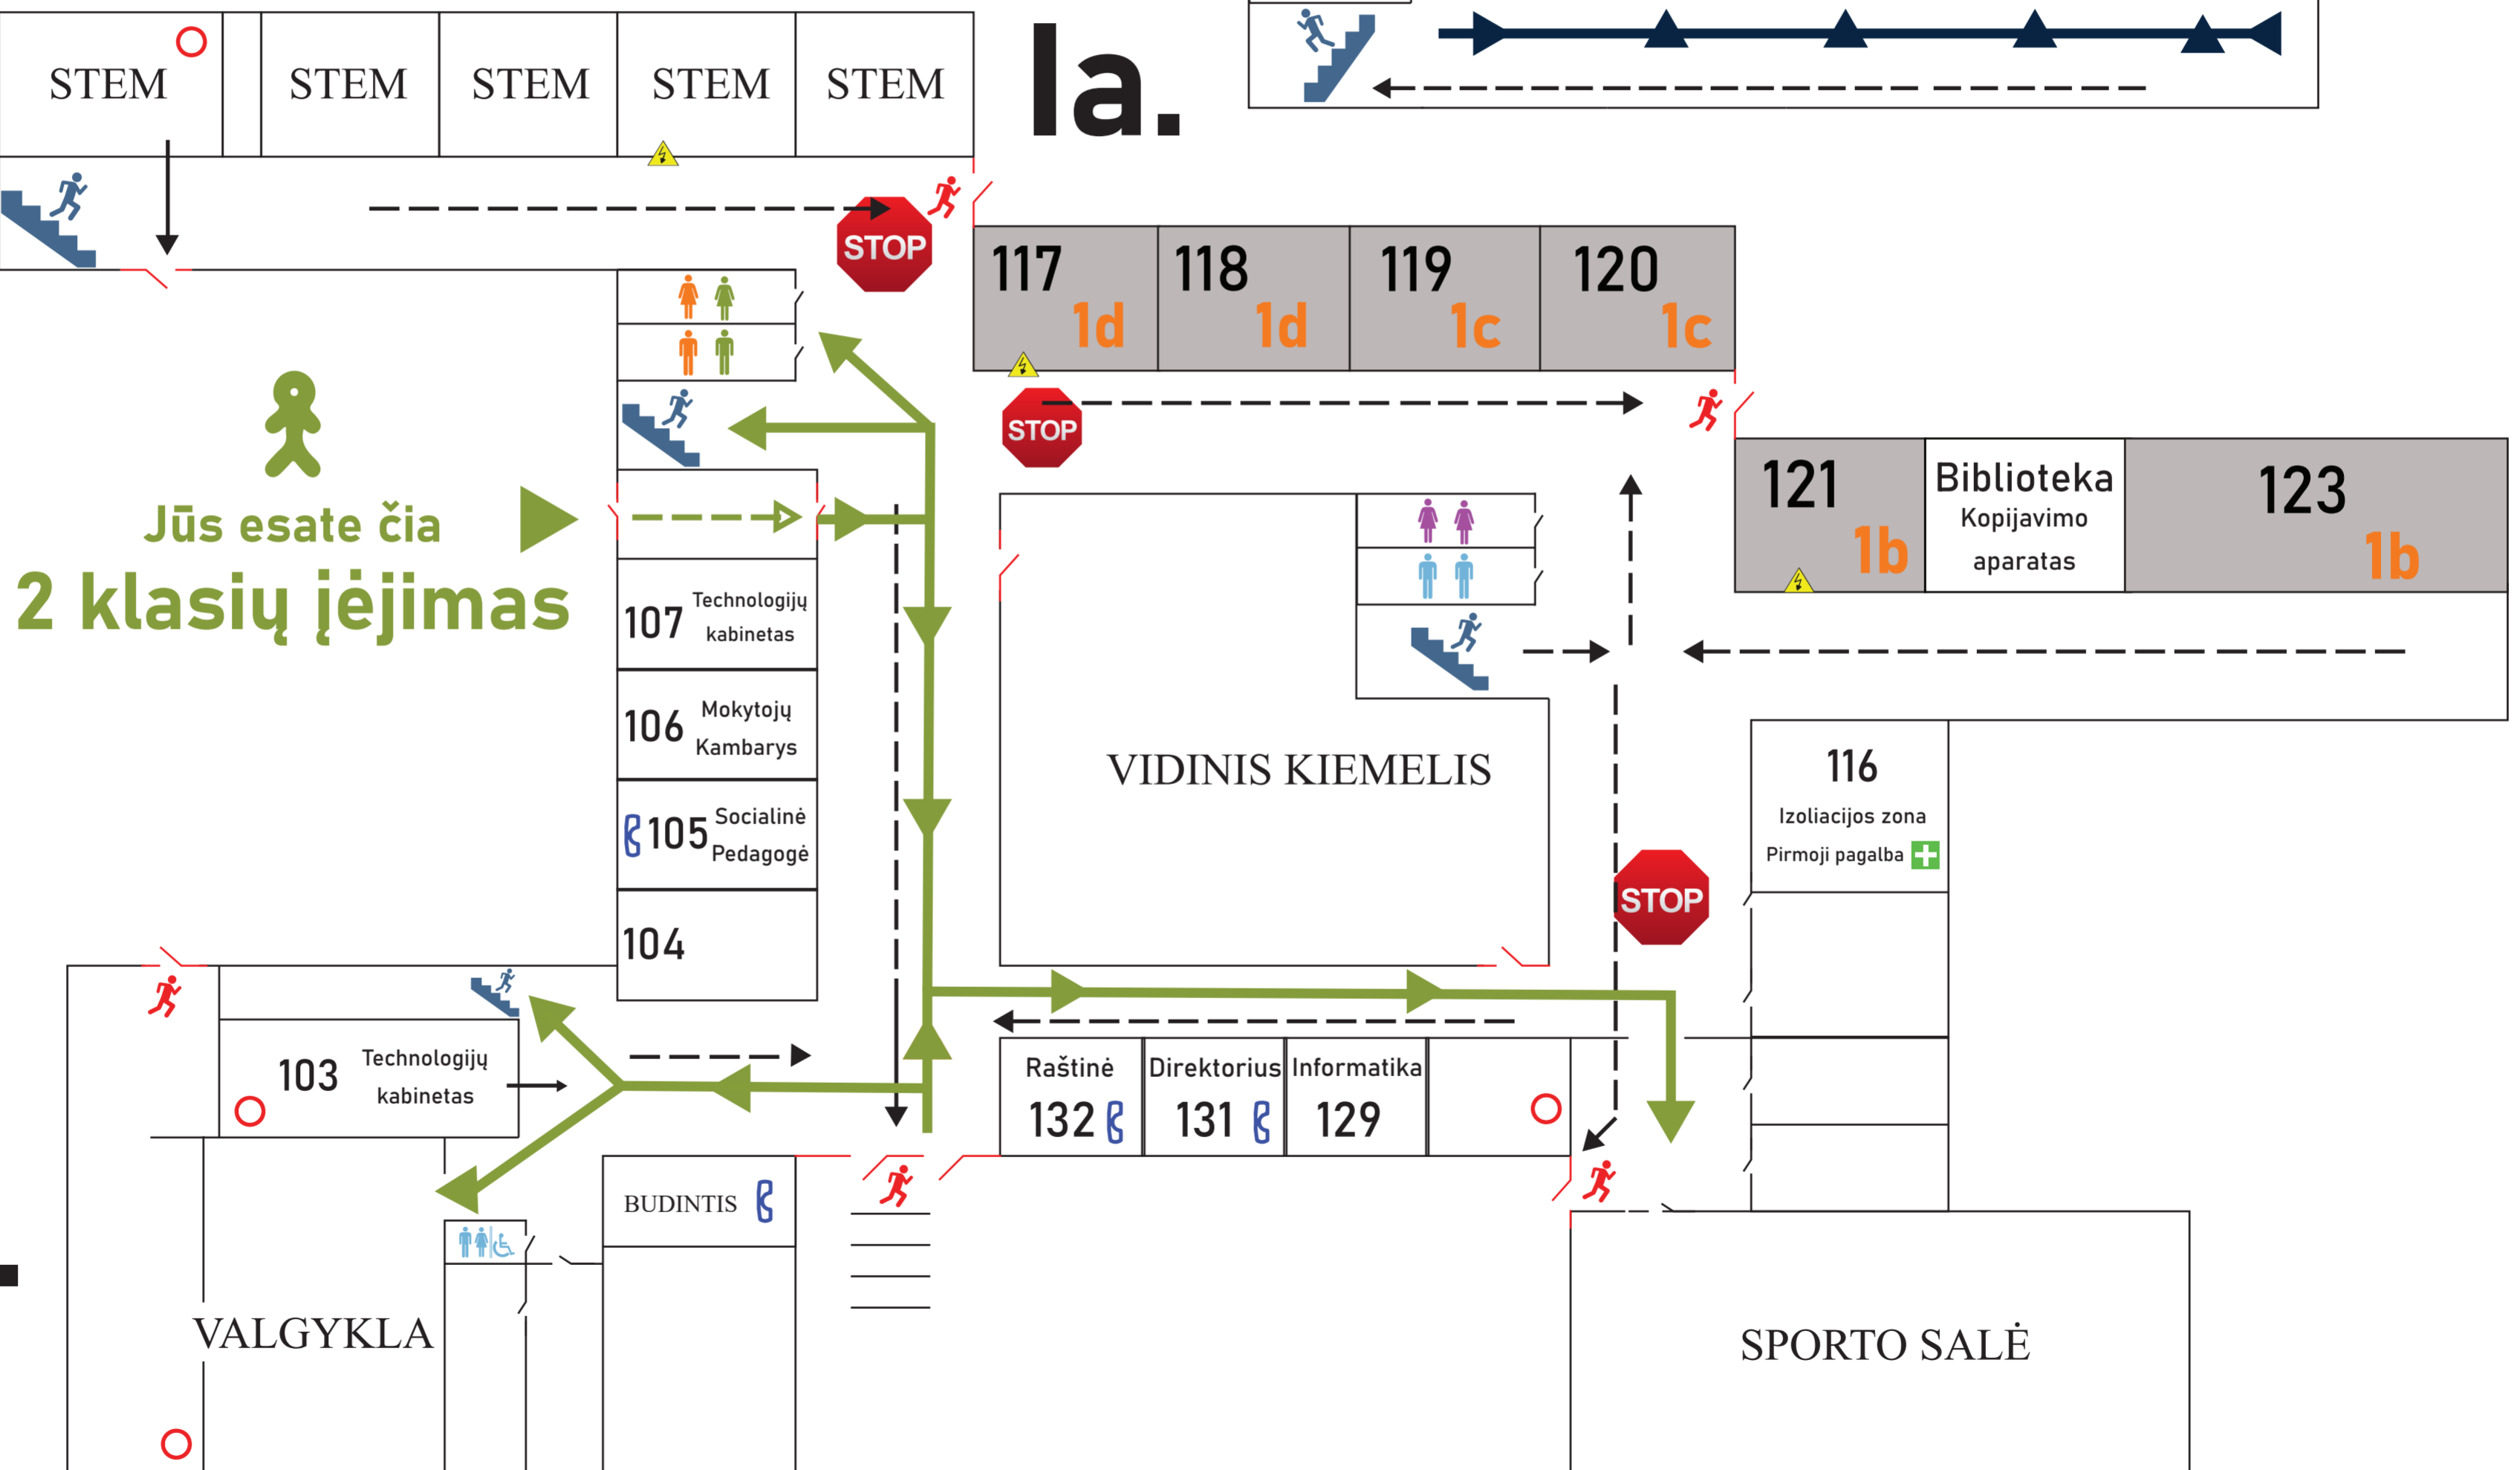 Ia.
STEM
STEM
STEM
STEM
STEM
STOP
117
1d
118
1d
119
1c
120
1c
STOP
121
1b
Biblioteka
Kopijavimo
aparatas
123
1b
Jūs esate čia
2 klasių įėjimas
107 Technologijų
kabinetas
106 Mokytojų
Kambarys
105 Socialinė
Pedagogė
104
VIDINIS KIEMELIS
116
Izoliacijos zona
Pirmoji pagalba
STOP
103 Technologijų
kabinetas
Raštinė
132
Direktorius
131
Informatika
129
BUDINTIS
VALGYKLA
SPORTO SALĖ